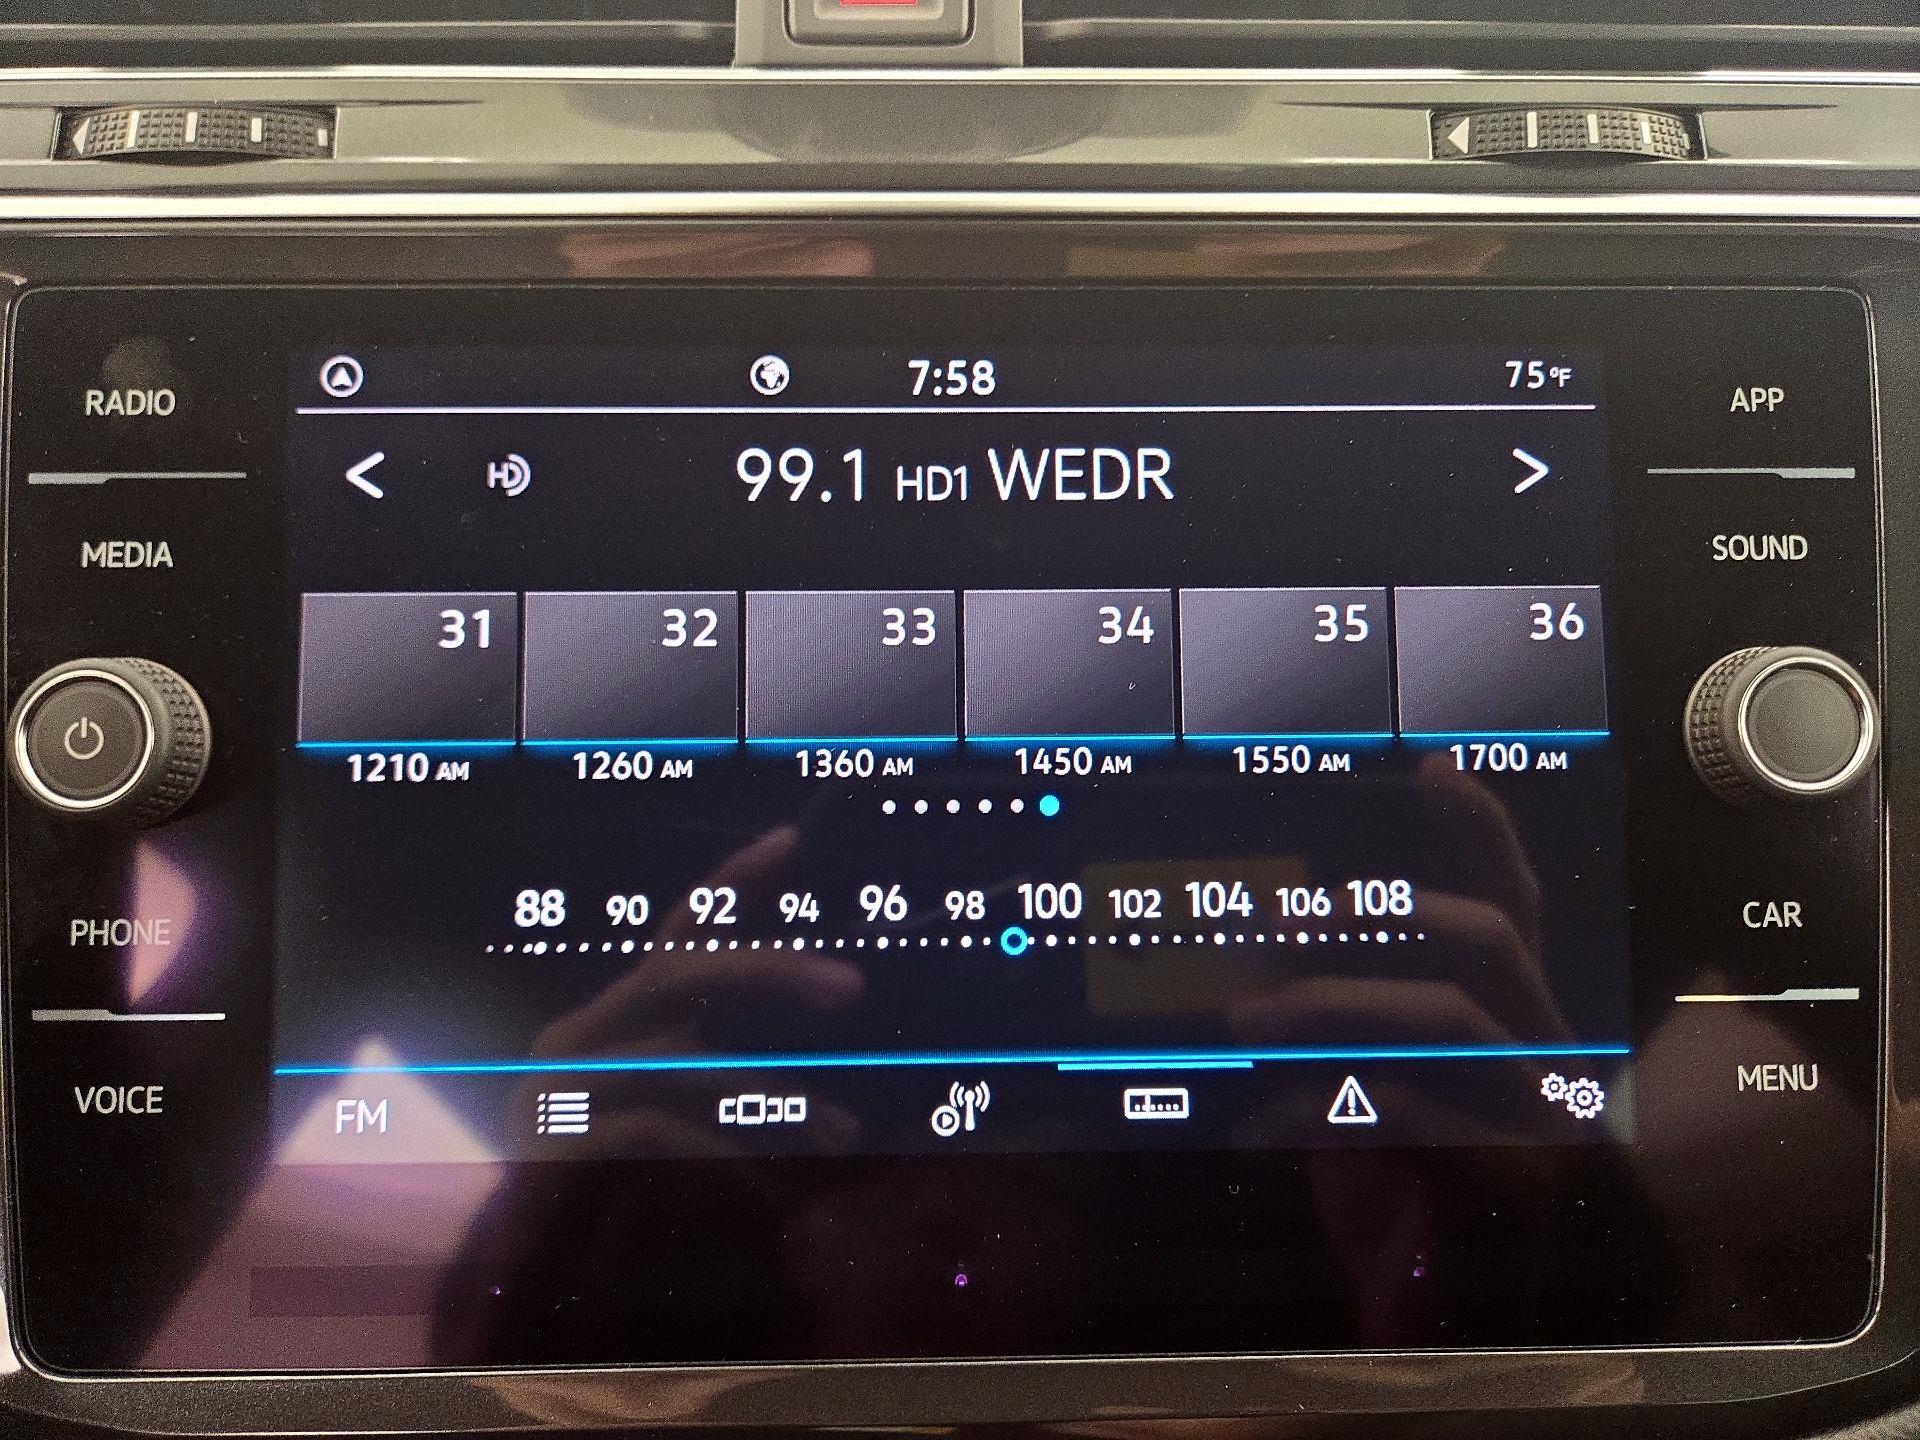 7:58
75°F
RADIO
APP
HD
99.1 HD1 WEDR
MEDIA
SOUND
31 32 33 34 35 36
1210 AM 1260 AM 1360 AM 1450 AM 1550 AM 1700 AM
88 90 92 94 96 98 100 102 104 106 108
PHONE
CAR
VOICE
FM
MENU